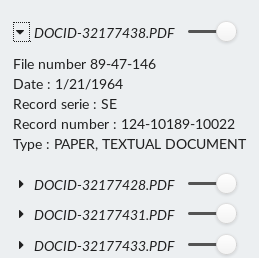 DOCID-32177438.PDF
File number 89-47-146
Date : 1/21/1964
Record serie : SE
Record number : 124-10189-10022
Type : PAPER, TEXTUAL DOCUMENT
DOCID-32177428.PDF
DOCID-32177431.PDF
DOCID-32177433.PDF